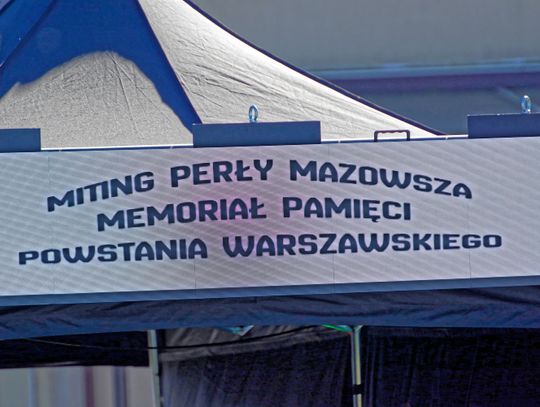 MITING PERŁY MAZOWSZA
MEMORIAŁ PAMIĘCI
POWSTANIA WARSZAWSKIEGO